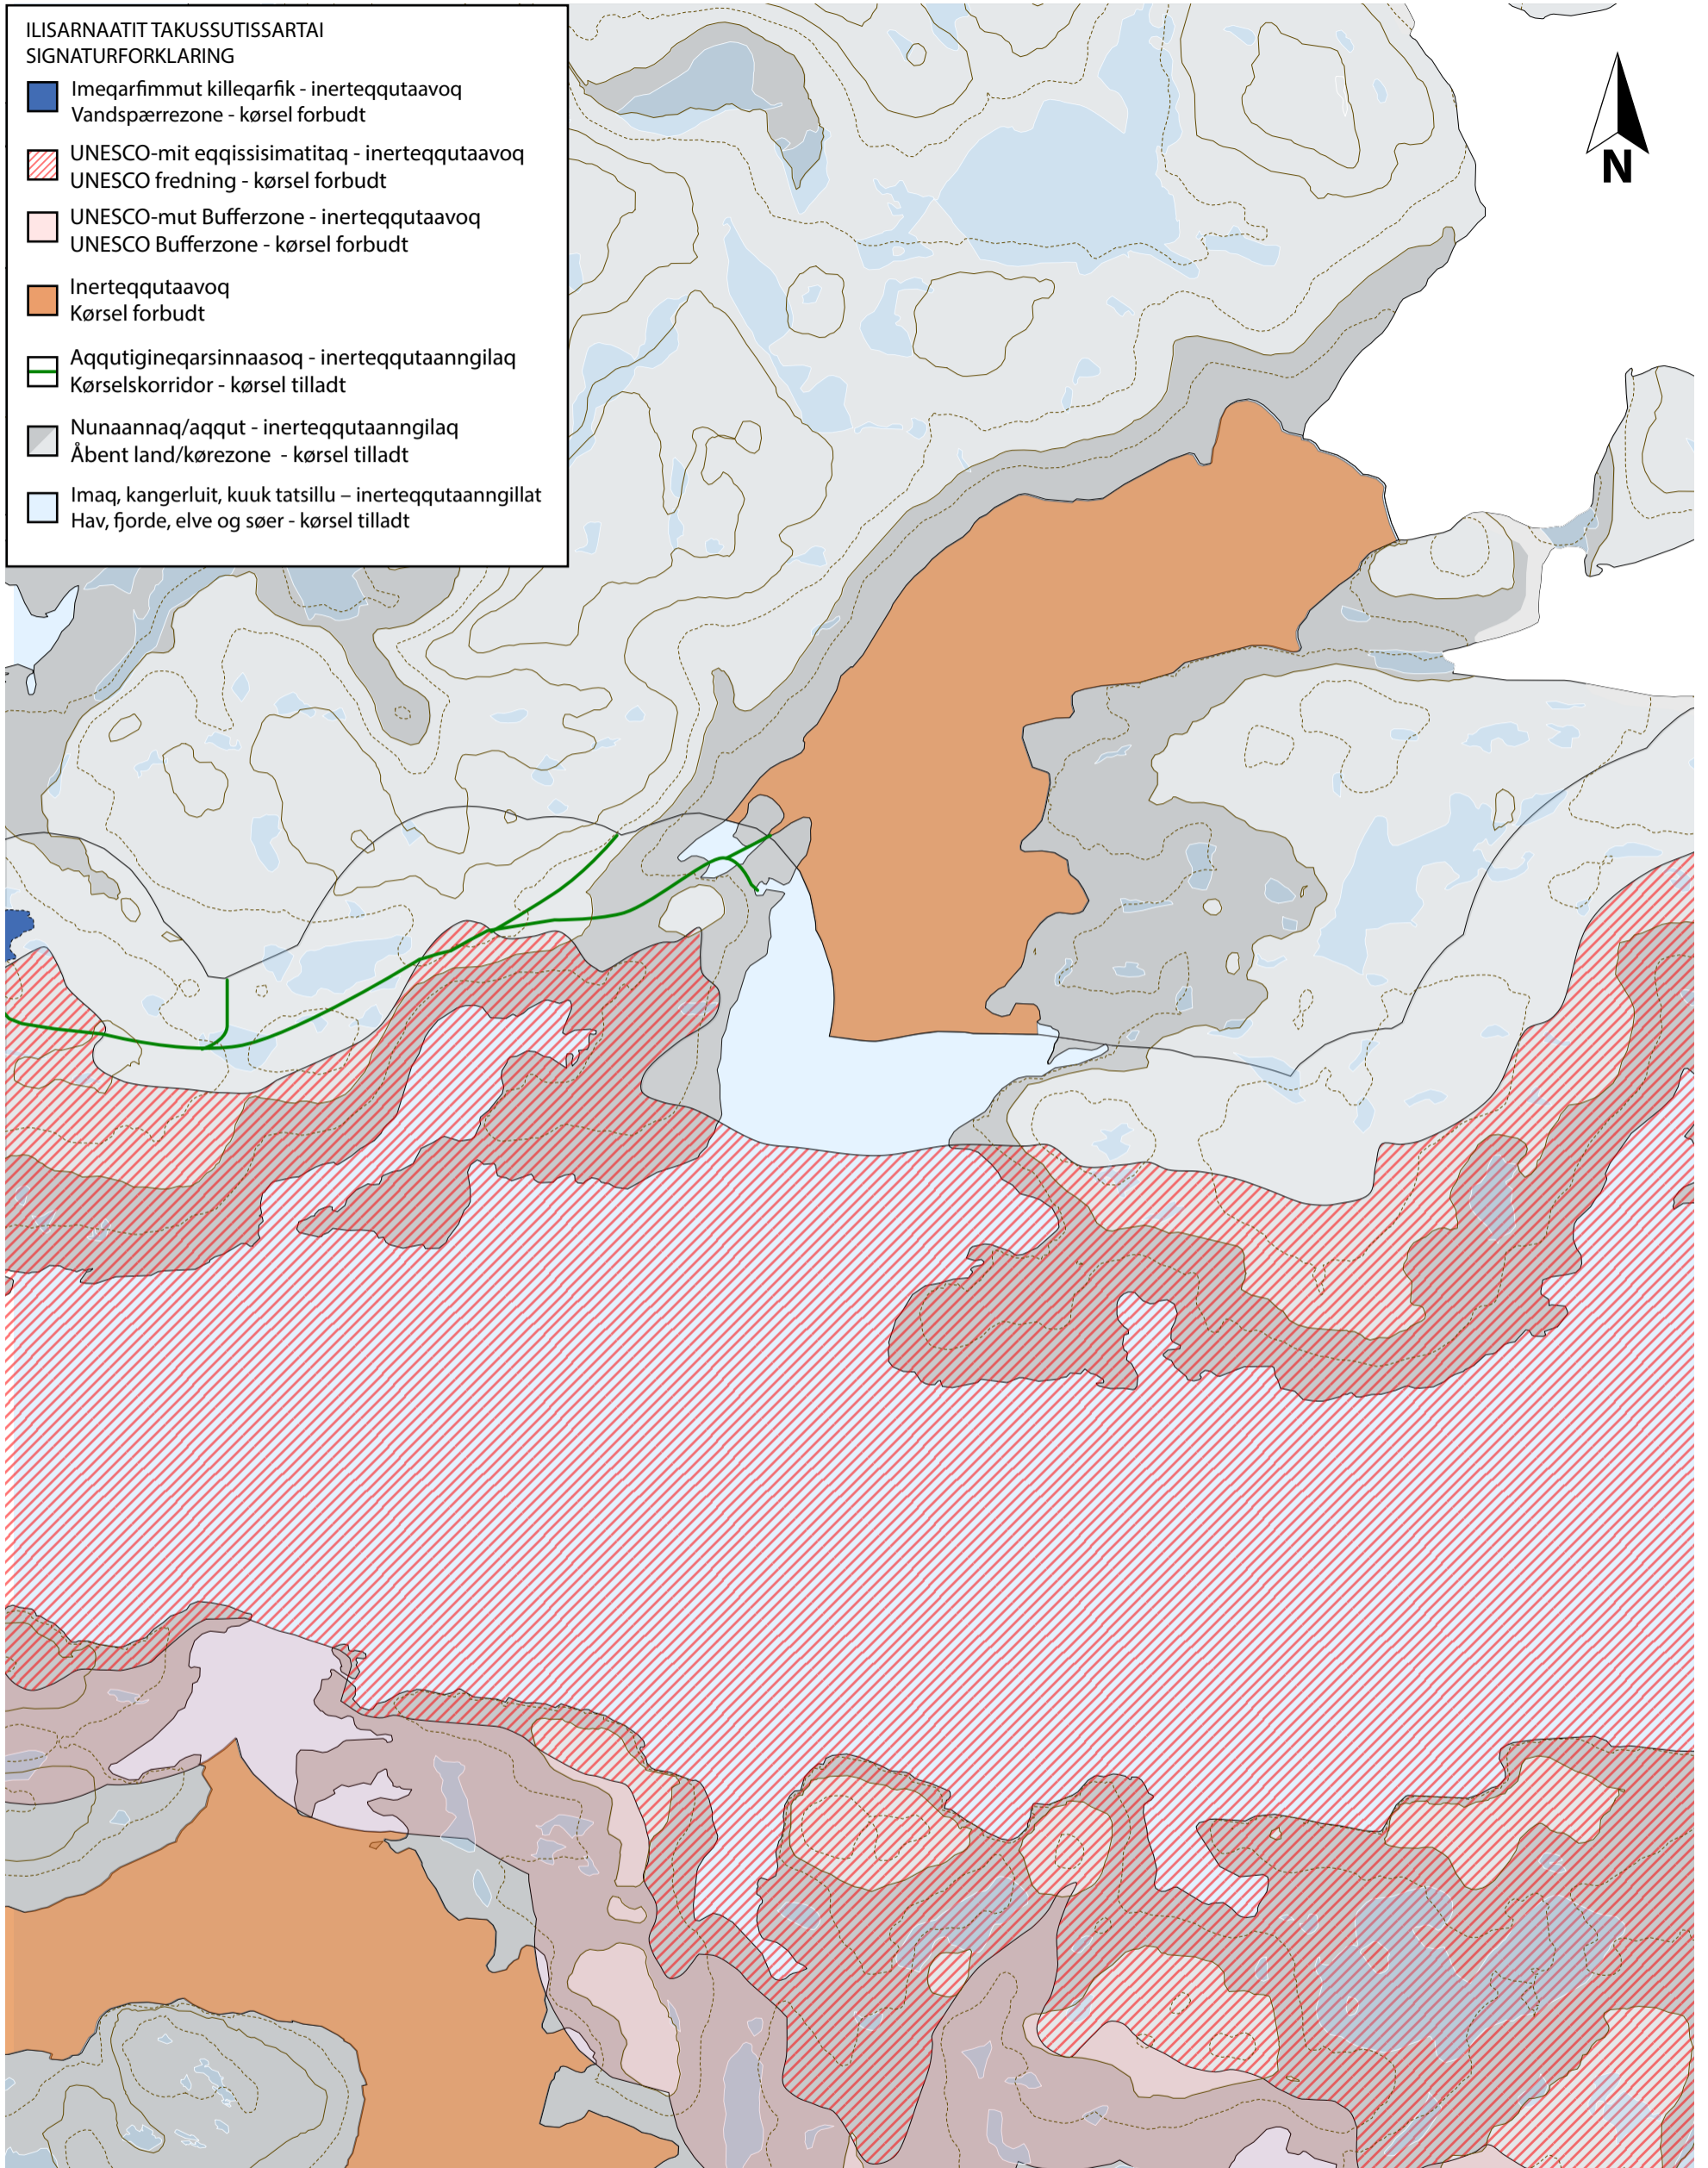 ILISARNAATIT TAKUSSUTISSARTAI
SIGNATURFORKLARING
Imeqarfimmut killeqarfik - inerteqqutaavoq
Vandspærrezone - kørsel forbudt
UNESCO-mit eqqissisimatitaq - inerteqqutaavoq
UNESCO fredning - kørsel forbudt
UNESCO-mut Bufferzone - inerteqqutaavoq
UNESCO Bufferzone - kørsel forbudt
Inerteqqutaavoq
Kørsel forbudt
Aqqutigineqarsinnaasoq - inerteqqutaanngilaq
Kørselskorridor - kørsel tilladt
Nunaannaq/aqqut - inerteqqutaanngilaq
Åbent land/kørezone - kørsel tilladt
Imaq, kangerluit, kuuk tatsillu – inerteqqutaanngillat
Hav, fjorde, elve og søer - kørsel tilladt
N